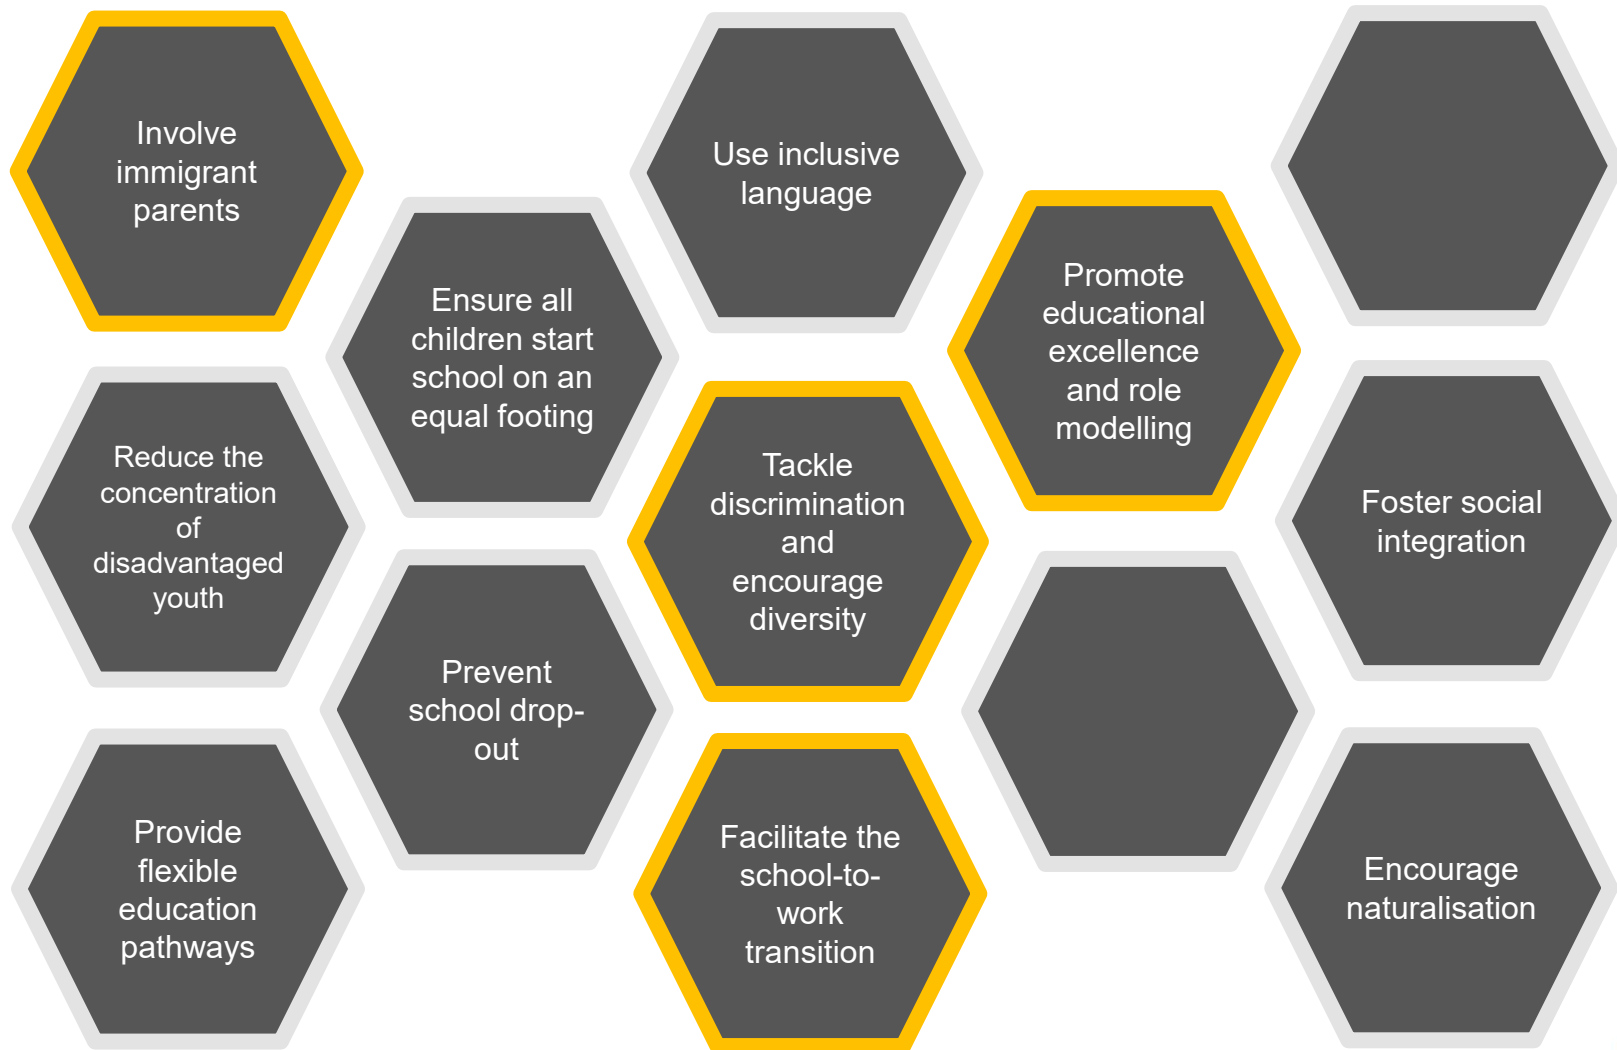 Involve
immigrant
parents
Use inclusive
language
Ensure all
children start
school on an
equal footing
Promote
educational
excellence
and role
modelling
Reduce the
concentration
of
disadvantaged
youth
Tackle
discrimination
and
encourage
diversity
Foster social
integration
Prevent
school drop-
out
Provide
flexible
education
pathways
Facilitate the
school-to-
work
transition
Encourage
naturalisation